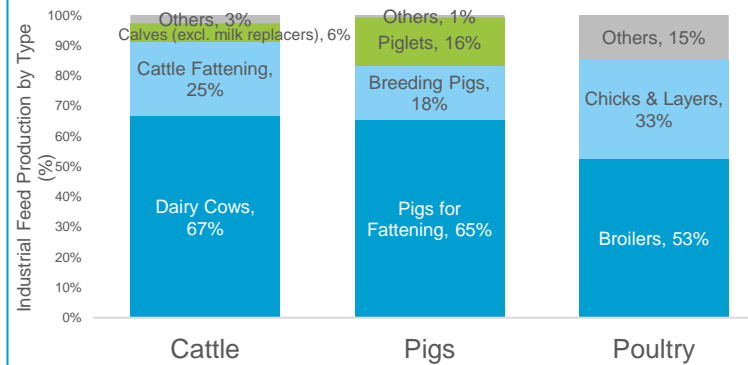 Industrial Feed Production by Type
(%)
100%
90%
80%
70%
60%
50%
40%
30%
20%
10%
0%
Others, 3%
Calves (excl. milk replacers), 6%
Cattle Fattening,
25%
Dairy Cows,
67%
Others, 1%
Piglets, 16%
Breeding Pigs,
18%
Pigs for
Fattening, 65%
Others, 15%
Chicks & Layers,
33%
Broilers, 53%
Cattle
Pigs
Poultry